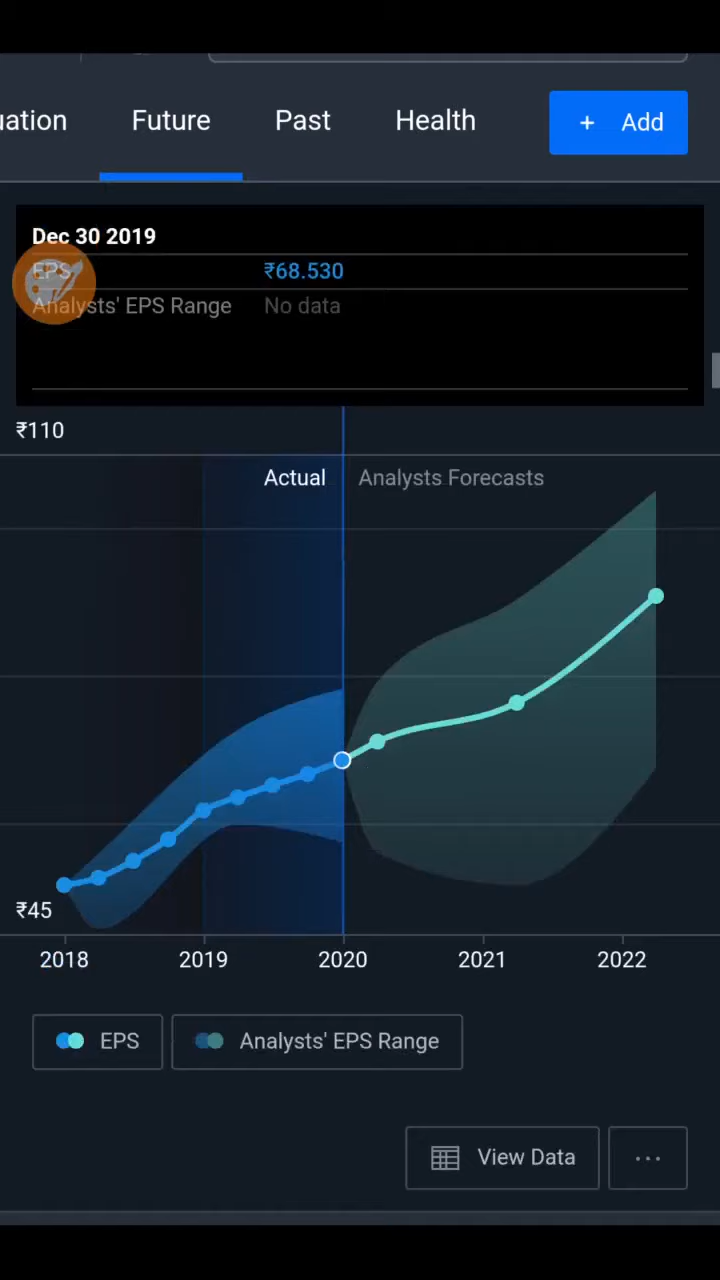 uation Future Past Health + Add
Dec 30 2019
EPS ₹68.530
Analysts' EPS Range No data
₹110
Actual Analysts Forecasts
₹45
2018 2019 2020 2021 2022
EPS Analysts' EPS Range
View Data ...